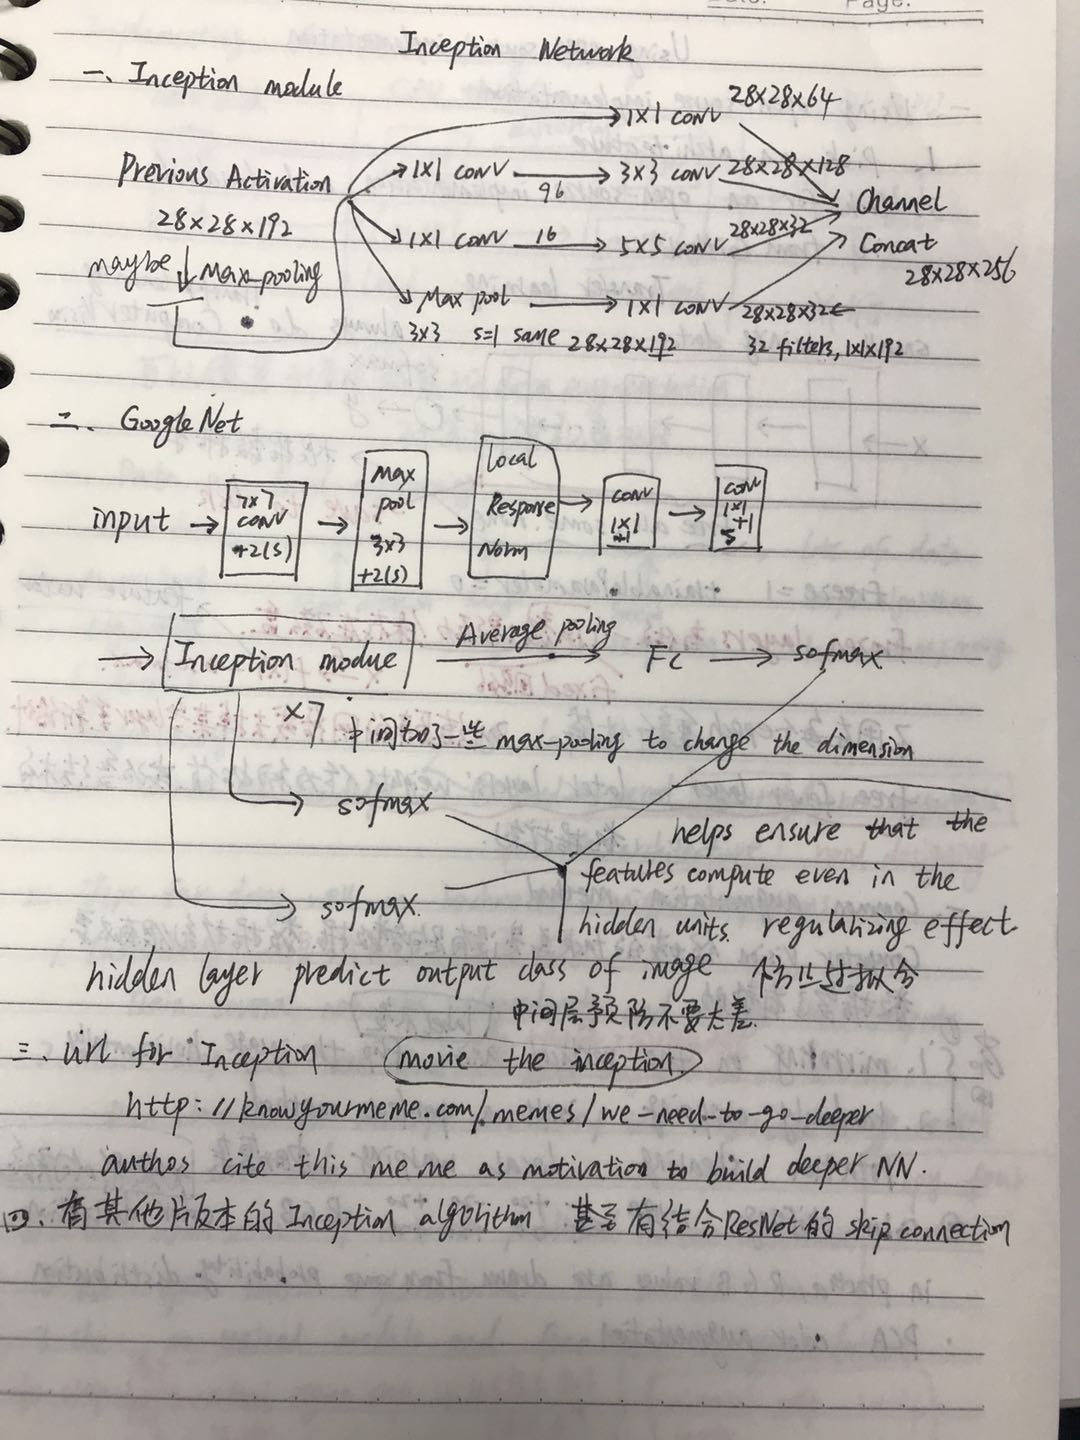 Page.
Inception Network
一、Inception module
28×28×64
1×1 CONV
Previous Activation
1×1 CONV 96 3×3 CONV 28×28×128
Channel
28×28×192
1×1 CONV 16 5×5 CONV 28×28×32
Concat
28×28×256
maybe Max-pooling
Max pool 1×1 CONV 28×28×32
3×3 s=1 same 28×28×192 32 filters, 1×1×192
二、GoogleNet
input
7×7 CONV +2(S)
Max pool 3×3 +2(S)
Local Response Norm
CONV 1×1 +1
CONV 1×1 +1 S
Inception modue
Average pooling
Fc
sofmax
×7 中间加了一些 max-pooling to change the dimension
sofmax
helps ensure that the
features compute even in the
sofmax.
hidden units. regulatizing effect
hidden layer predict output class of image 防止过拟合
中间层预防不要太差.
三. url for Inception movie the inception.
http://knowyourmeme.com/memes/we-need-to-go-deeper
authos cite this meme as motivation to build deeper NN.
四、有其他版本的 Inception algorithm 甚至有结合ResNet的 skip connection